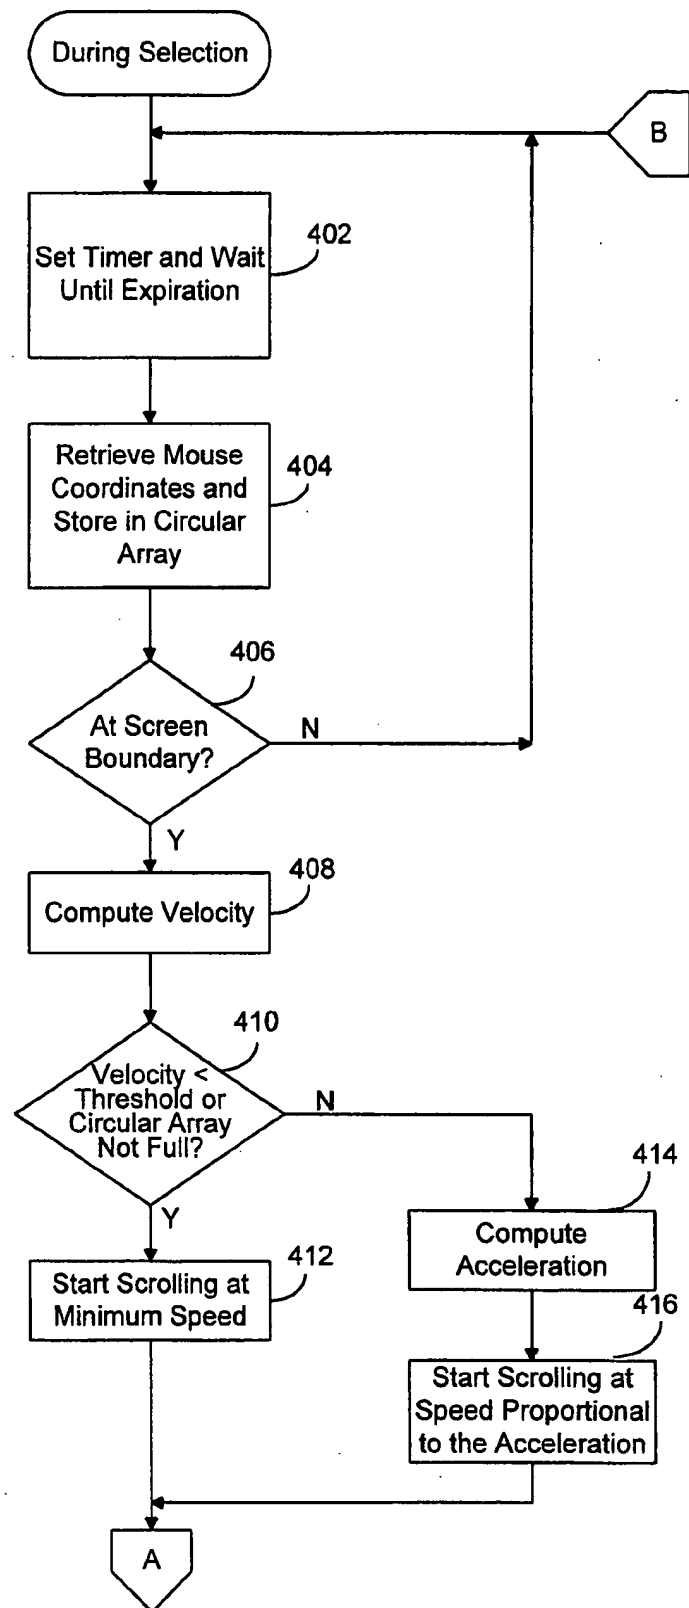 During Selection
B
402
Set Timer and Wait
Until Expiration
404
Retrieve Mouse
Coordinates and
Store in Circular
Array
406
At Screen
Boundary?
N
Y
408
Compute Velocity
410
Velocity <
Threshold or
Circular Array
Not Full?
N
Y
414
Compute
Acceleration
412
Start Scrolling at
Minimum Speed
416
Start Scrolling at
Speed Proportional
to the Acceleration
A